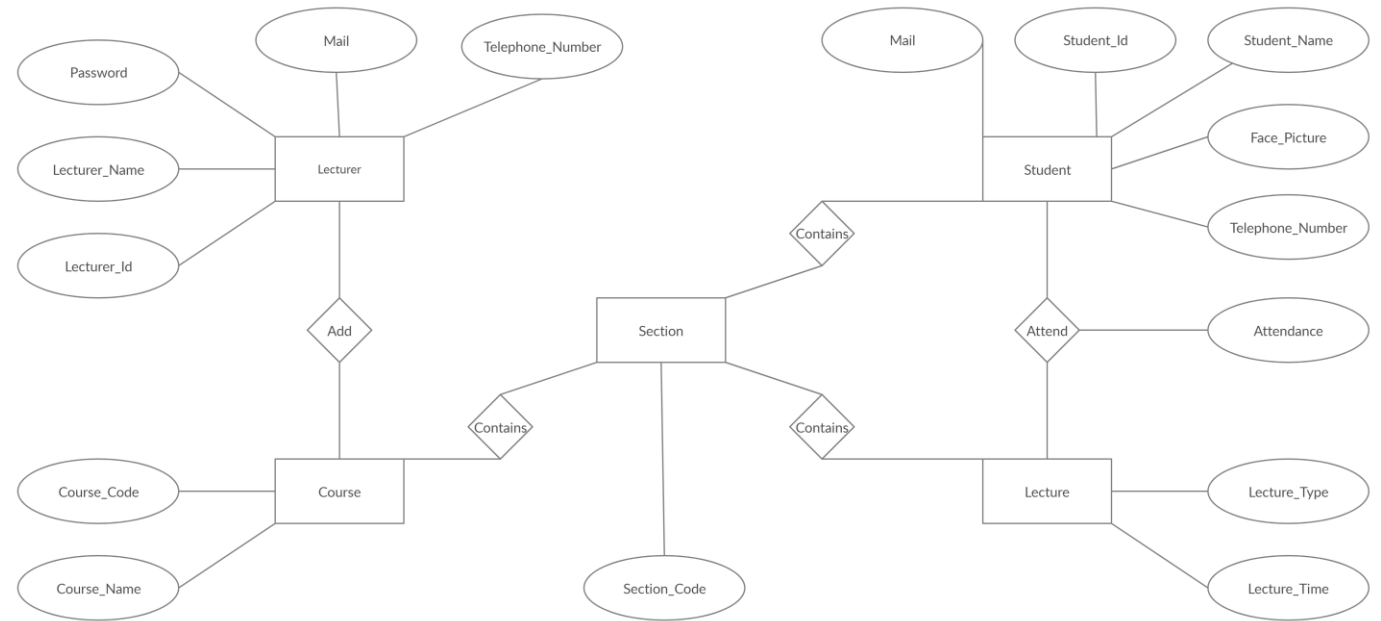 Mail
Telephone_Number
Mail
Student_Id
Student_Name
Password
Face_Picture
Lecturer_Name
Lecturer
Student
Telephone_Number
Contains
Lecturer_Id
Add
Section
Attend
Attendance
Contains
Contains
Course_Code
Course
Lecture
Lecture_Type
Course_Name
Section_Code
Lecture_Time